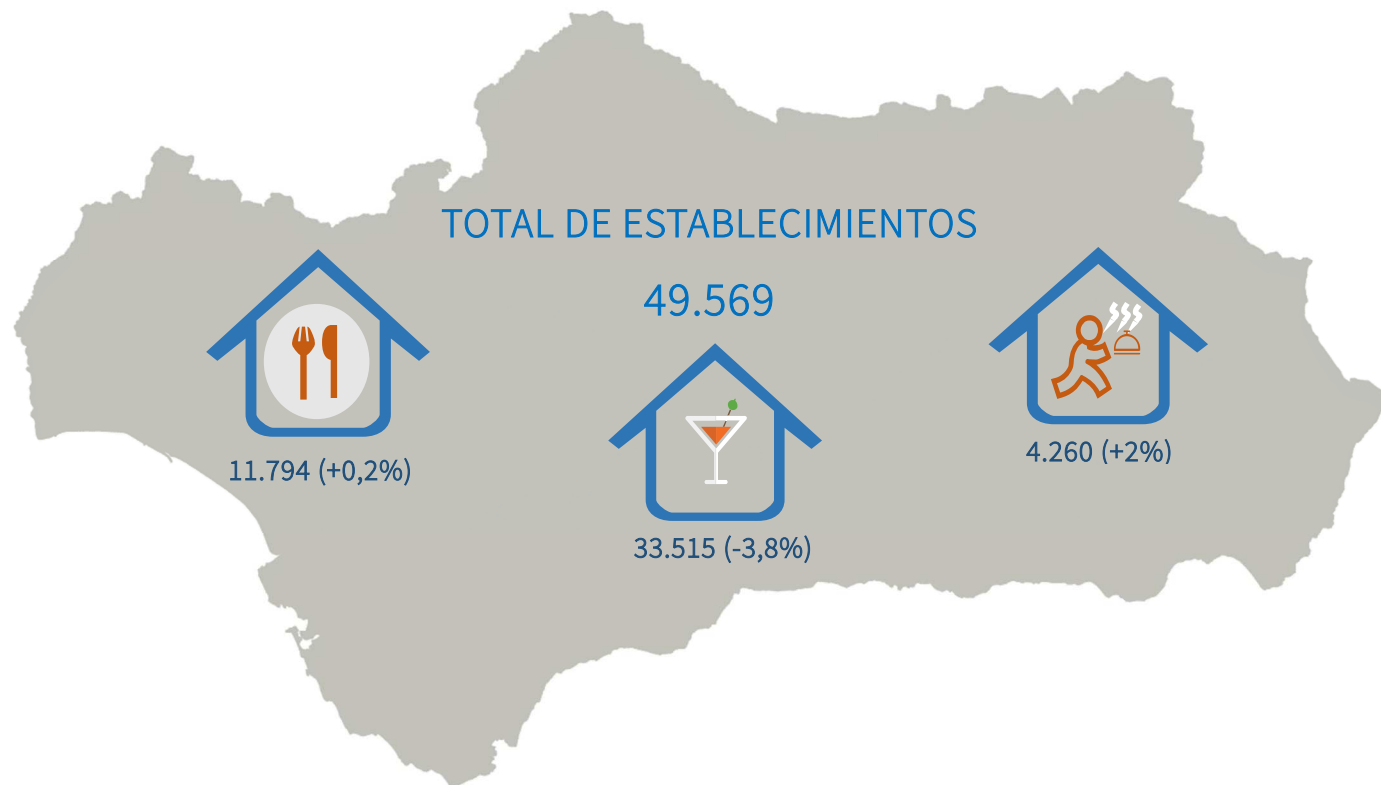 TOTAL DE ESTABLECIMIENTOS
49.569
11.794 (+0,2%)
33.515 (-3,8%)
4.260 (+2%)